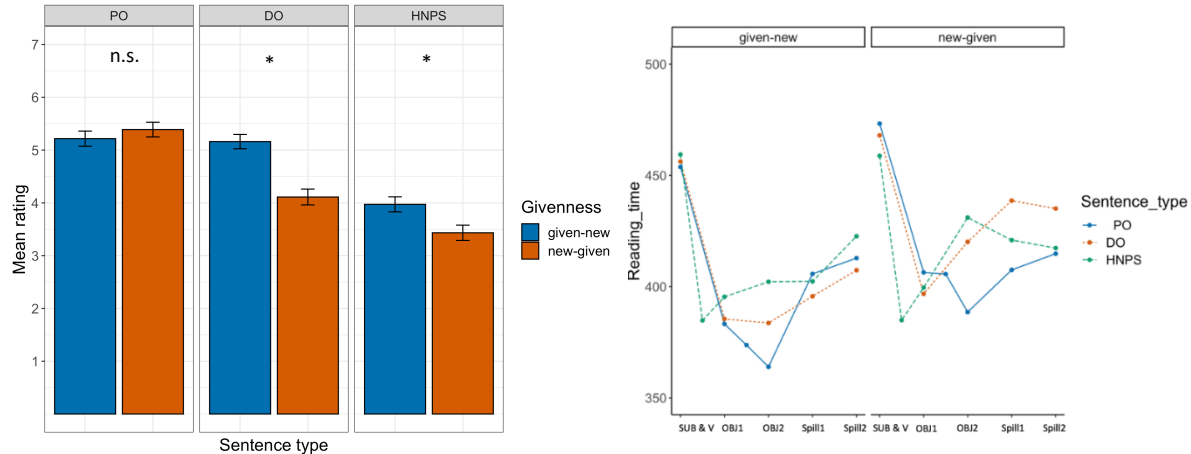 PO DO HNPS
7
6
5
4
3
2
1
n.s. * *
Mean rating
Sentence type
Givenness
given-new
new-given
given-new new-given
500
450
400
350
Reading_time
SUB & V OBJ1 OBJ2 Spill1 Spill2 SUB & V OBJ1 OBJ2 Spill1 Spill2
Sentence_type
PO
DO
HNPS